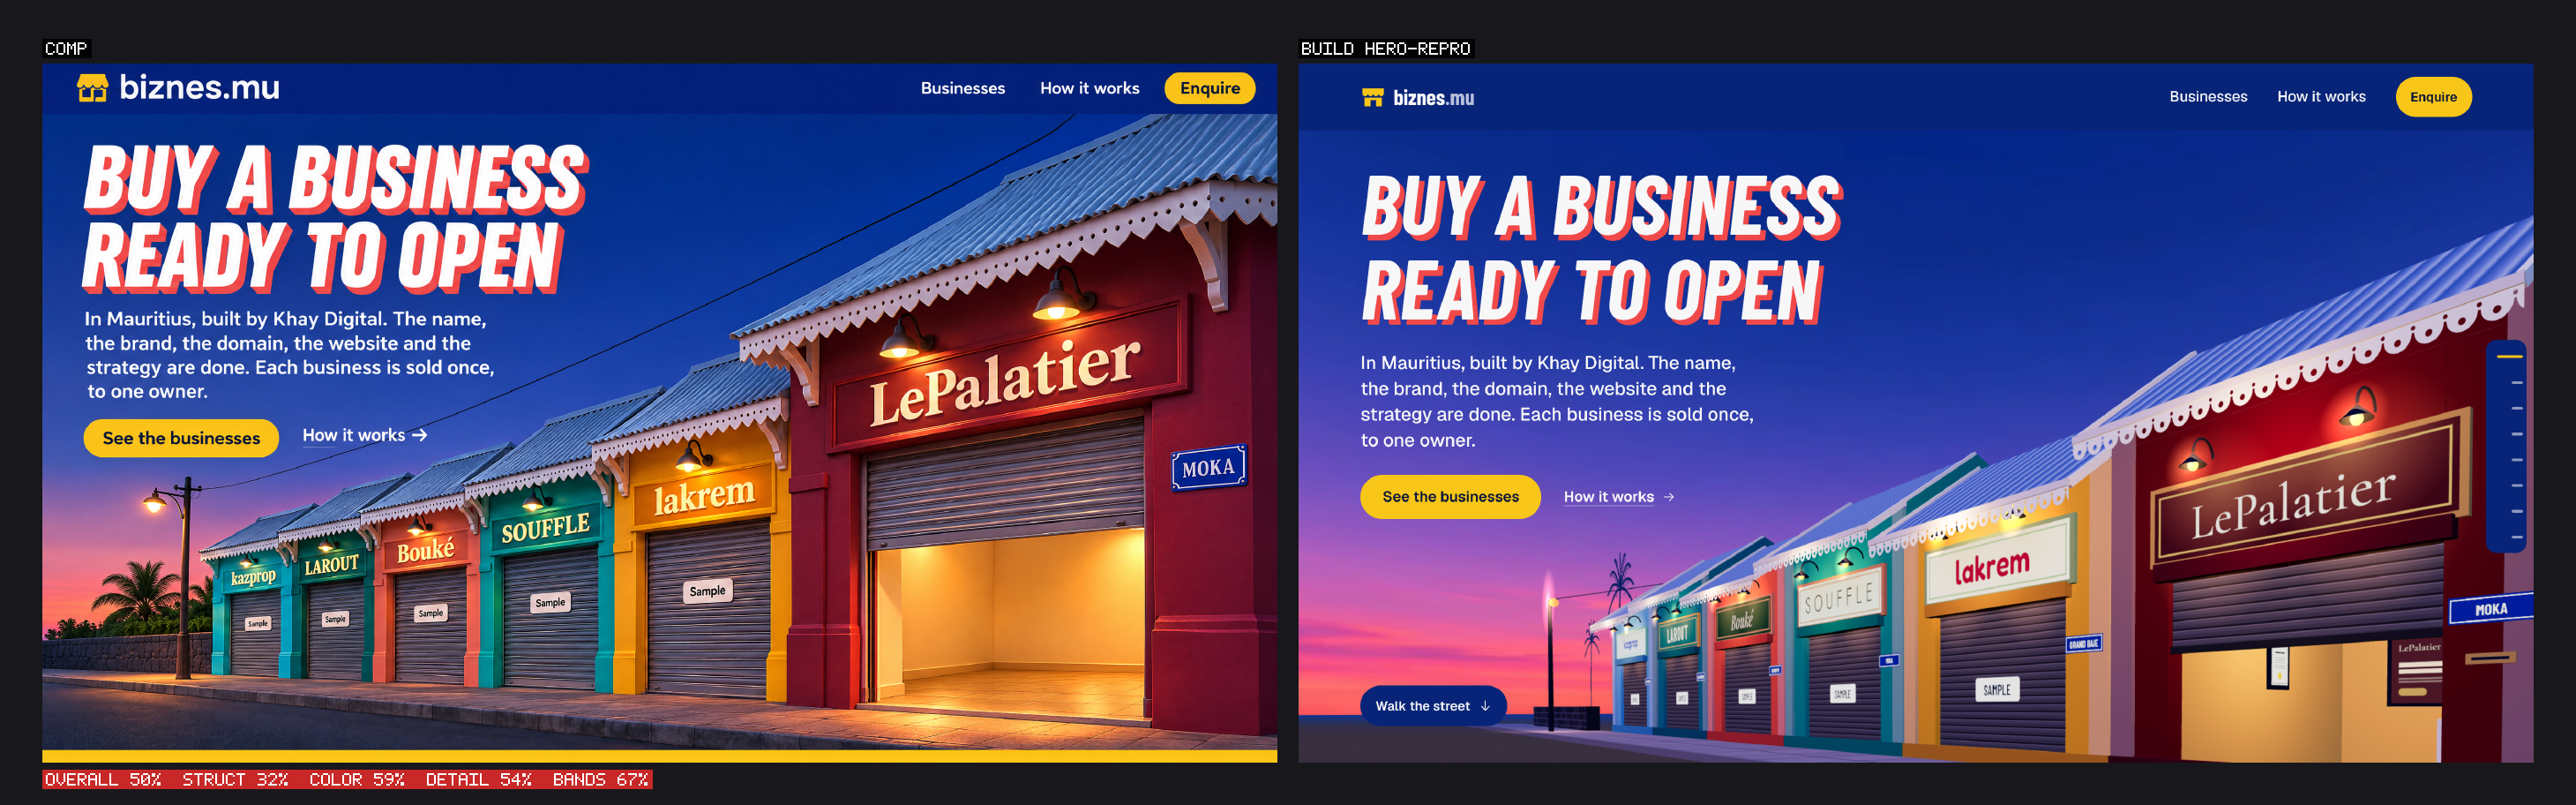 COMP
biznes.mu
Businesses
How it works
Enquire
BUY A BUSINESS
READY TO OPEN
In Mauritius, built by Khay Digital. The name,
the brand, the domain, the website and the
strategy are done. Each business is sold once,
to one owner.
See the businesses
How it works →
kazprop
LAROUT
Bouké
SOUFFLE
lakrem
LePalatier
MOKA
Sample
Sample
Sample
Sample
Sample
OVERALL 50% STRUCT 32% COLOR 59% DETAIL 54% BANDS 67%
BUILD HERO-REPRO
biznes.mu
Businesses
How it works
Enquire
BUY A BUSINESS
READY TO OPEN
In Mauritius, built by Khay Digital. The name,
the brand, the domain, the website and the
strategy are done. Each business is sold once,
to one owner.
See the businesses
How it works →
Walk the street ↓
LAROUT
Bouké
SOUFFLE
lakrem
LePalatier
GRAND BAIE
MOKA
LePalatier
SAMPLE
SAMPLE
SAMPLE